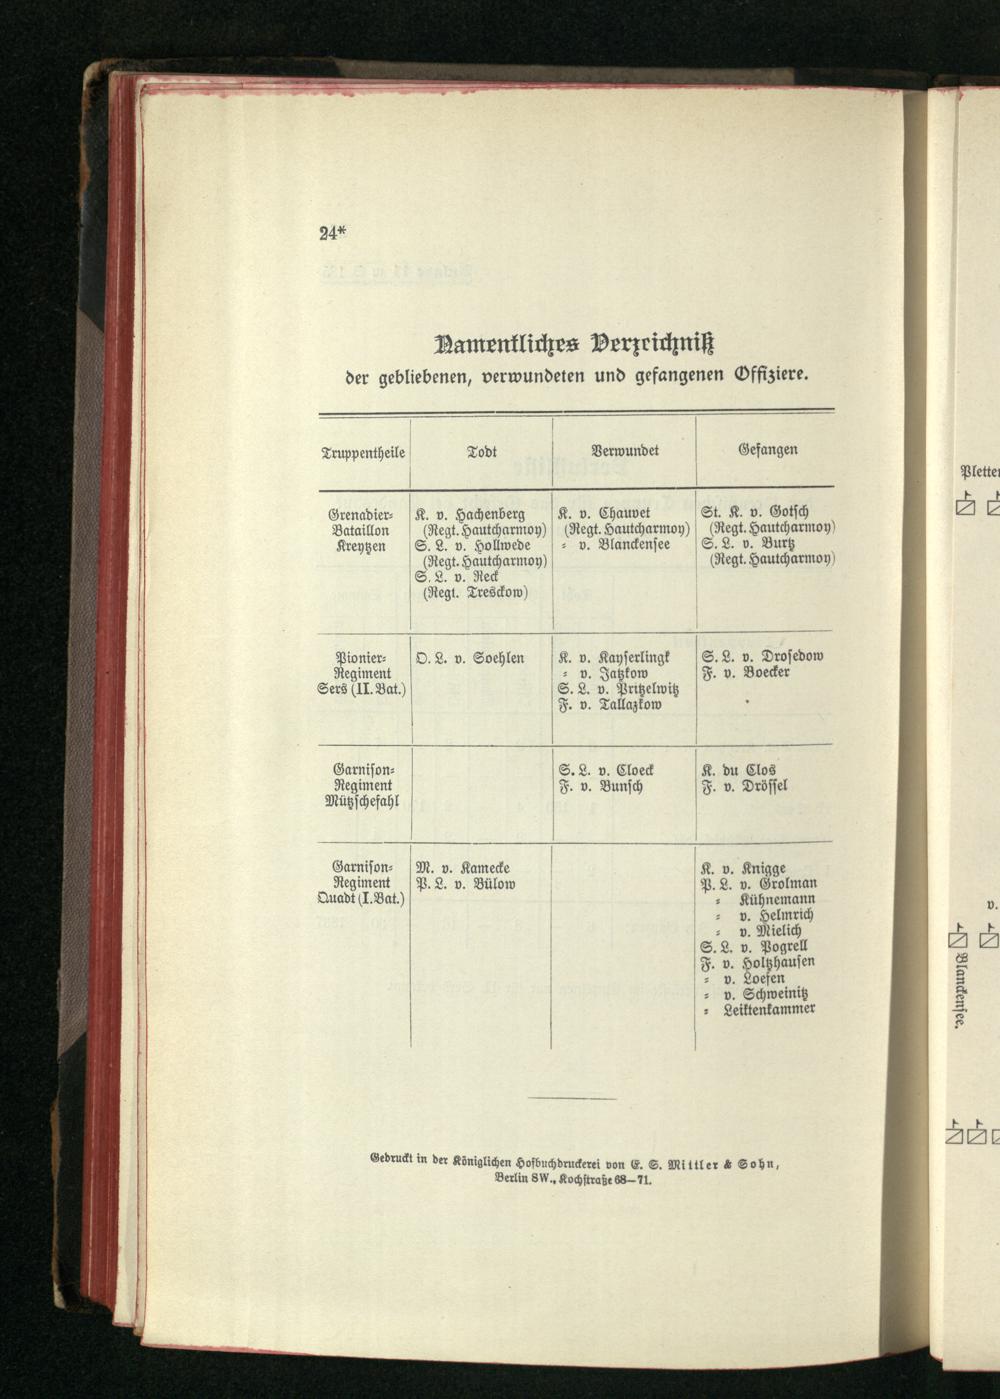 24*
Namentliches Verzeichniß
der gebliebenen, verwundeten und gefangenen Offiziere.
Truppentheile
Todt
Verwundet
Gefangen
Grenadier-
Bataillon
Kreytzen
K. v. Hachenberg
(Regt. Hautcharmoy)
S. L. v. Hollwede
(Regt. Hautcharmoy)
S. L. v. Reck
(Regt. Tresckow)
K. v. Chauvet
(Regt. Hautcharmoy)
= v. Blanckensee
St. K. v. Gotsch
(Regt. Hautcharmoy)
S. L. v. Burtz
(Regt. Hautcharmoy)
Pionier-
Regiment
Sers (II. Bat.)
O. L. v. Soehlen
K. v. Kayserlingk
= v. Jatzkow
S. L. v. Pritzelwitz
F. v. Tallazkow
S. L. v. Drosedow
F. v. Boecker
Garnison-
Regiment
Mützschefahl
S. L. v. Cloeck
F. v. Bunsch
K. du Clos
F. v. Drössel
Garnison-
Regiment
Quadt (I. Bat.)
M. v. Kamecke
P. L. v. Bülow
K. v. Knigge
P. L. v. Grolman
= Kühnemann
= v. Helmrich
= v. Mielich
S. L. v. Pogrell
F. v. Holtzhausen
= v. Loesen
= v. Schweinitz
= Leiktenkammer
Gedruckt in der Königlichen Hofbuchdruckerei von E. S. Mittler & Sohn,
Berlin SW., Kochstraße 68—71.
v.
Blanckensee.